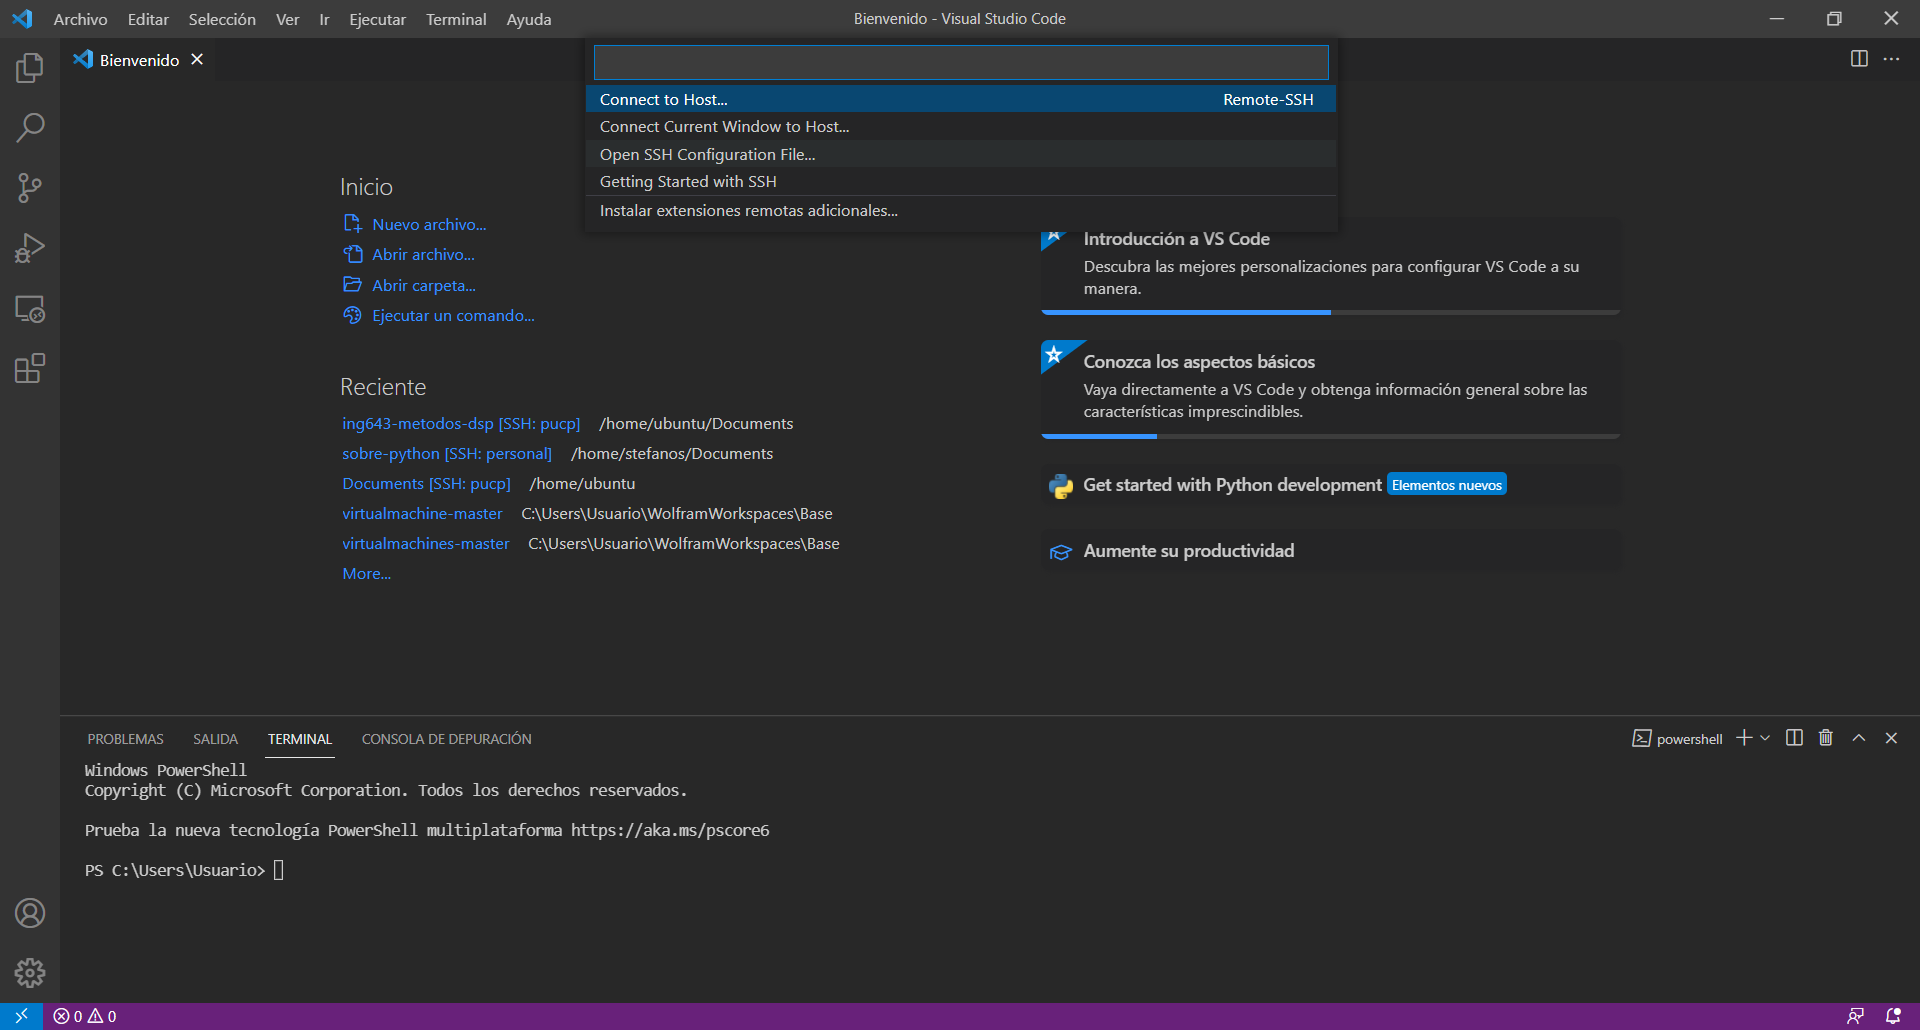 Archivo Editar Selección Ver Ir Ejecutar Terminal Ayuda
Bienvenido - Visual Studio Code
Bienvenido
Connect to Host... Remote-SSH
Connect Current Window to Host...
Open SSH Configuration File...
Getting Started with SSH
Instalar extensiones remotas adicionales...
Inicio
Nuevo archivo...
Abrir archivo...
Abrir carpeta...
Ejecutar un comando...
Reciente
ing643-metodos-dsp [SSH: pucp] /home/ubuntu/Documents
sobre-python [SSH: personal] /home/stefanos/Documents
Documents [SSH: pucp] /home/ubuntu
virtualmachine-master C:\Users\Usuario\WolframWorkspaces\Base
virtualmachines-master C:\Users\Usuario\WolframWorkspaces\Base
More...
Introducción a VS Code
Descubra las mejores personalizaciones para configurar VS Code a su
manera.
Conozca los aspectos básicos
Vaya directamente a VS Code y obtenga información general sobre las
características imprescindibles.
Get started with Python development Elementos nuevos
Aumente su productividad
PROBLEMAS SALIDA TERMINAL CONSOLA DE DEPURACIÓN
powershell
Windows PowerShell
Copyright (C) Microsoft Corporation. Todos los derechos reservados.
Prueba la nueva tecnología PowerShell multiplataforma https://aka.ms/pscore6
PS C:\Users\Usuario>
0 0